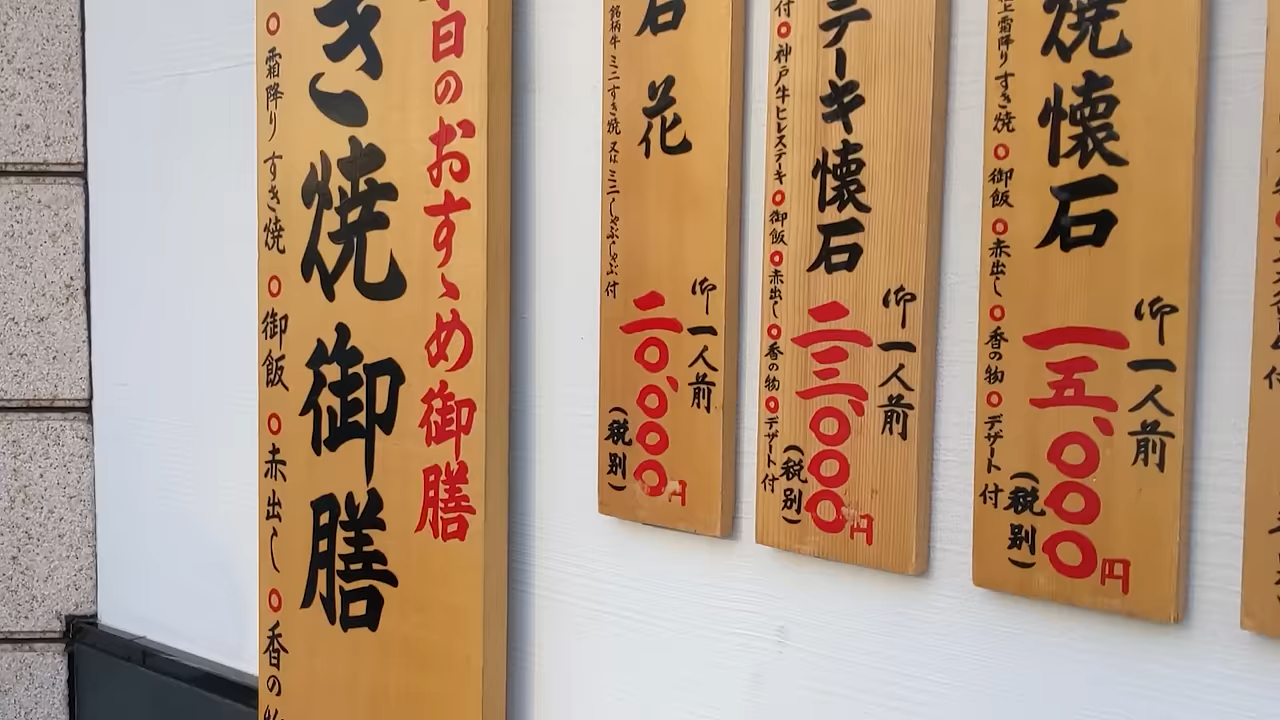 焼懐石
御一人前
一五、〇〇〇円
(税別)
上霜降りすき焼○御飯○赤出し○香の物○デザート付
テーキ懐石
御一人前
二三、〇〇〇円
(税別)
付○神戸牛ヒレステーキ○御飯○赤出し○香の物○デザート付
石花
御一人前
二〇、〇〇〇円
(税別)
銘柄牛ミニすき焼又はミニしゃぶしゃぶ付
日のおすゝめ御膳
き焼御膳
○霜降りすき焼○御飯○赤出し○香の物